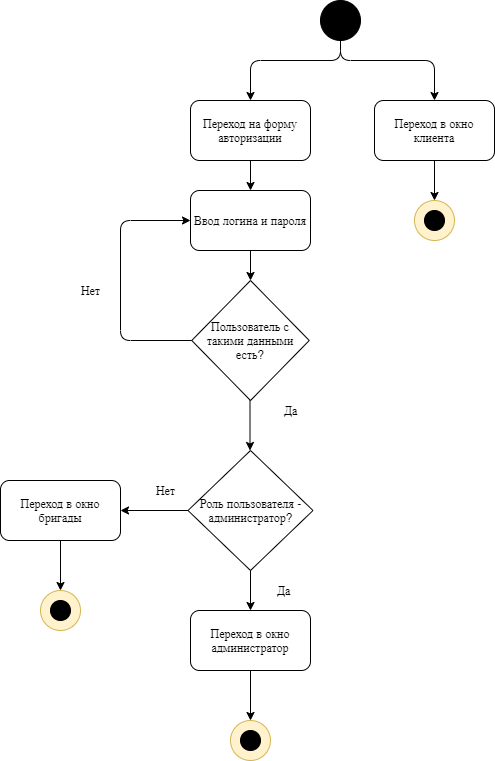 Переход на форму
авторизации
Переход в окно
клиента
Ввод логина и пароля
Нет
Пользователь с
такими данными
есть?
Да
Нет
Роль пользователя -
администратор?
Переход в окно
бригады
Да
Переход в окно
администратор